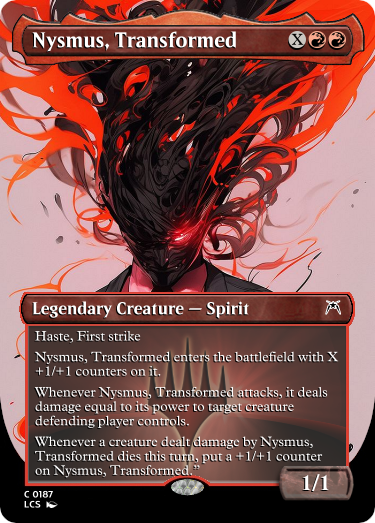 Nysmus, Transformed X
Legendary Creature — Spirit
Haste, First strike
Nysmus, Transformed enters the battlefield with X
+1/+1 counters on it.
Whenever Nysmus, Transformed attacks, it deals
damage equal to its power to target creature
defending player controls.
Whenever a creature dealt damage by Nysmus,
Transformed dies this turn, put a +1/+1 counter
on Nysmus, Transformed.”
1/1
C 0187
LCS